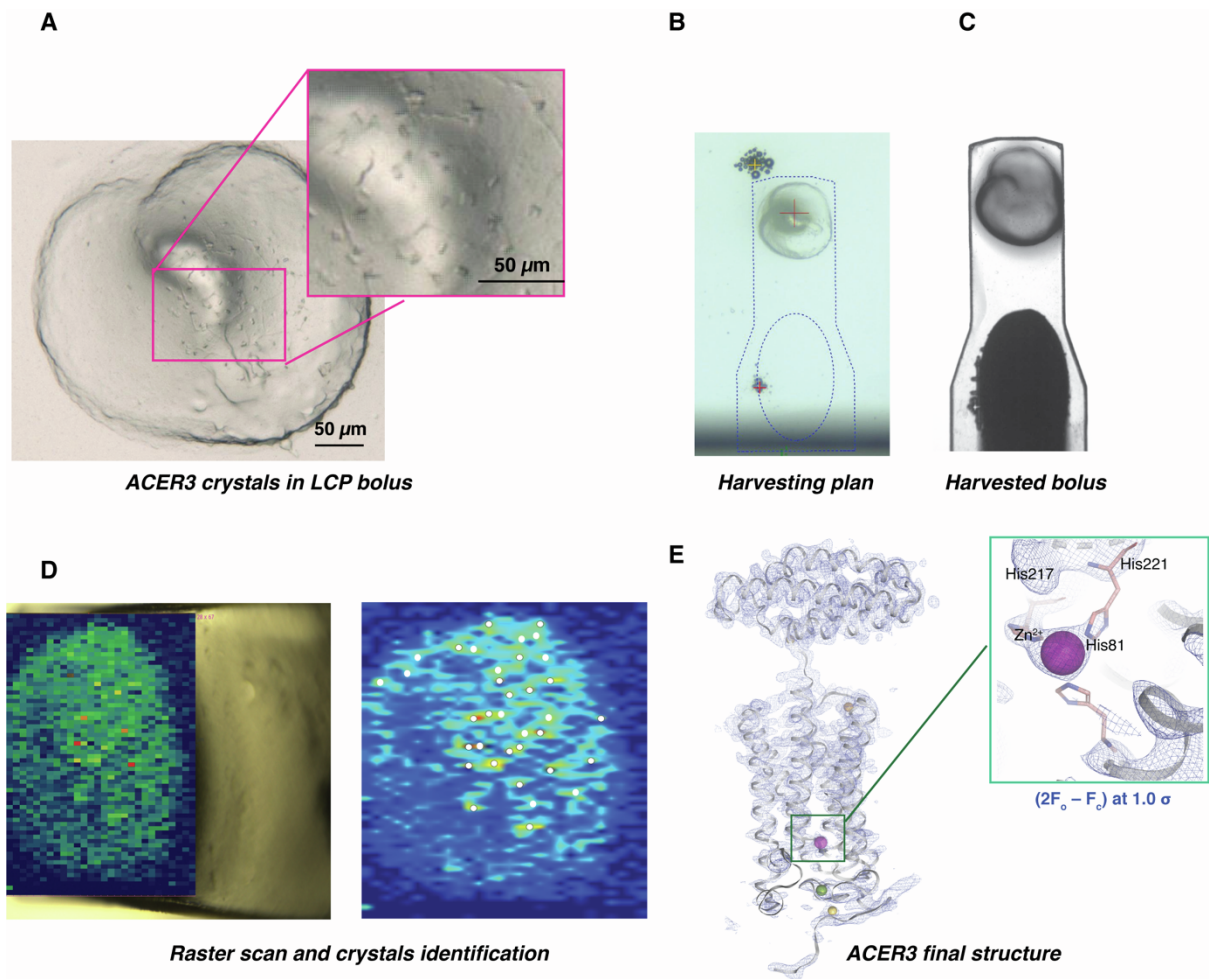 A
B
C
50 µm
50 µm
ACER3 crystals in LCP bolus
Harvesting plan
Harvested bolus
D
E
His217
His221
Zn²⁺
His81
(2Fₒ – F꜀) at 1.0 σ
Raster scan and crystals identification
ACER3 final structure